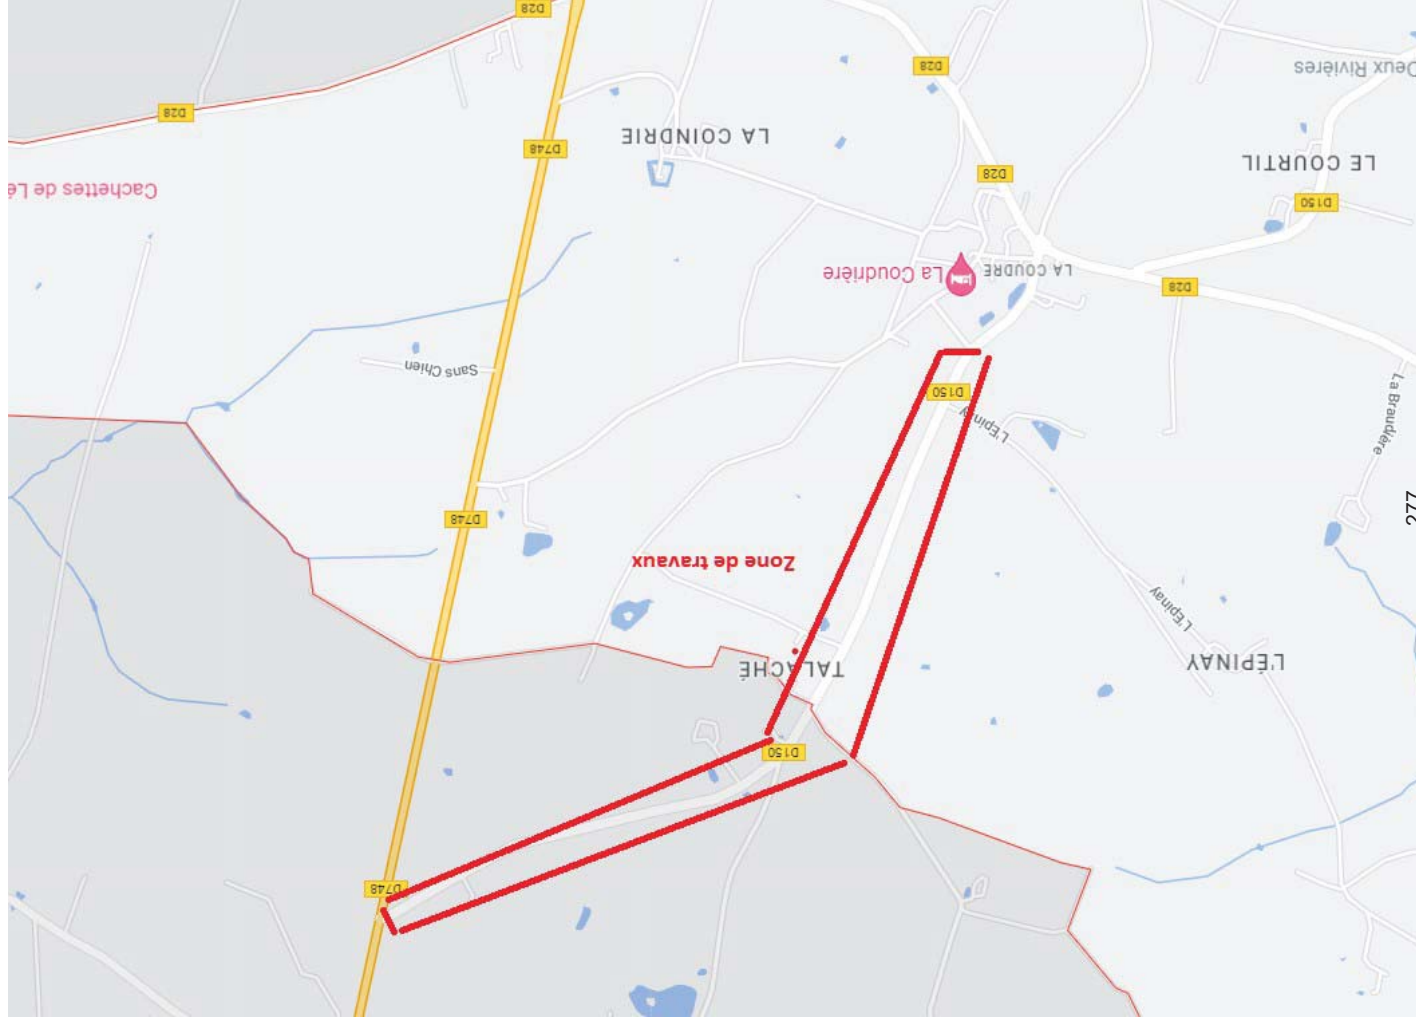 D748
D150
L'ÉPINAY
TALACHÉ
L'Epinay
Zone de travaux
D748
277
L'Epinay
La Braudière
D150
Sans Chien
D28
LA COUDRE
La Coudrière
D150
Cachettes de Lé
D28
LE COURTIL
D748
LA COINDRIE
D28
Deux Rivières
D28
D28